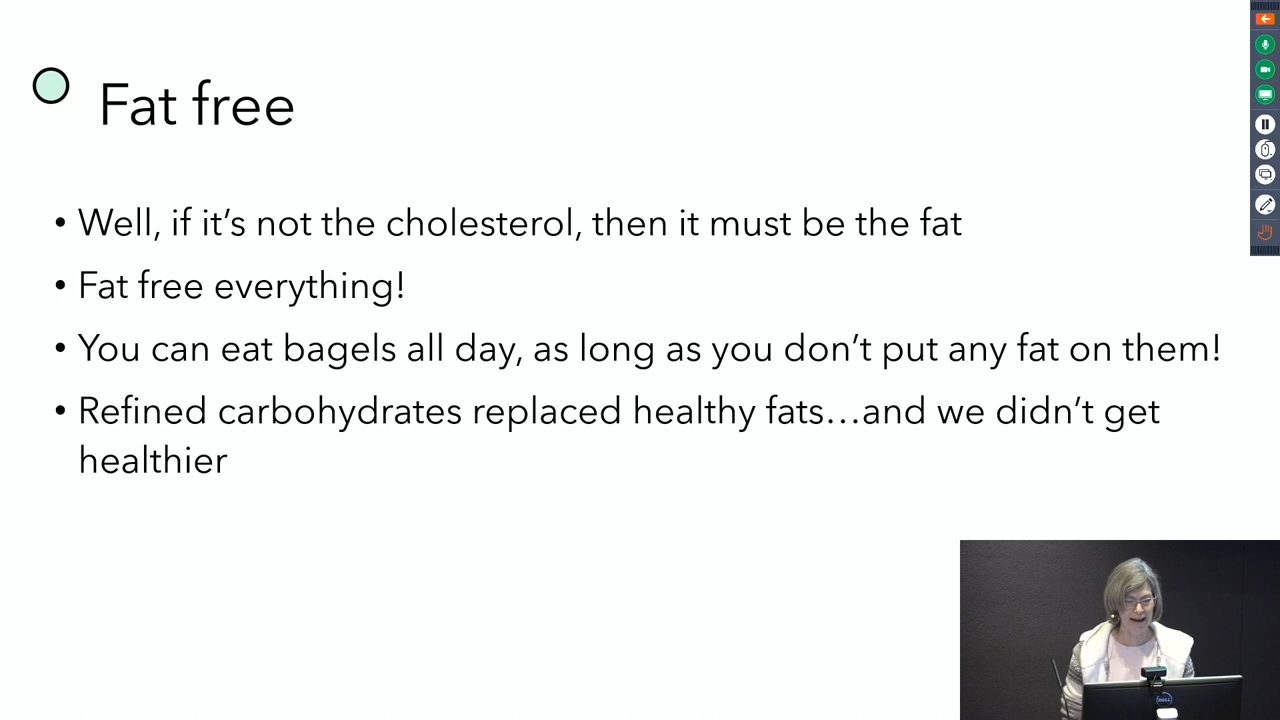 Fat free
• Well, if it’s not the cholesterol, then it must be the fat
• Fat free everything!
• You can eat bagels all day, as long as you don’t put any fat on them!
• Refined carbohydrates replaced healthy fats…and we didn’t get
healthier
DELL